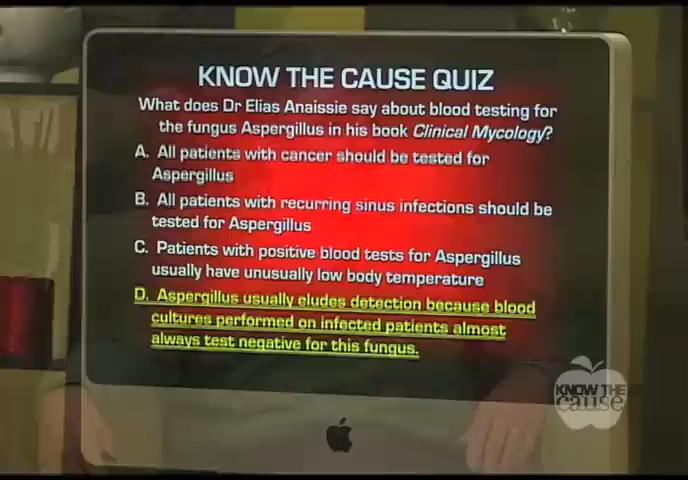 KNOW THE CAUSE QUIZ
What does Dr Elias Anaissie say about blood testing for
the fungus Aspergillus in his book Clinical Mycology?
A. All patients with cancer should be tested for
Aspergillus
B. All patients with recurring sinus infections should be
tested for Aspergillus
C. Patients with positive blood tests for Aspergillus
usually have unusually low body temperature
D. Aspergillus usually eludes detection because blood
cultures performed on infected patients almost
always test negative for this fungus.
KNOW THE
cause